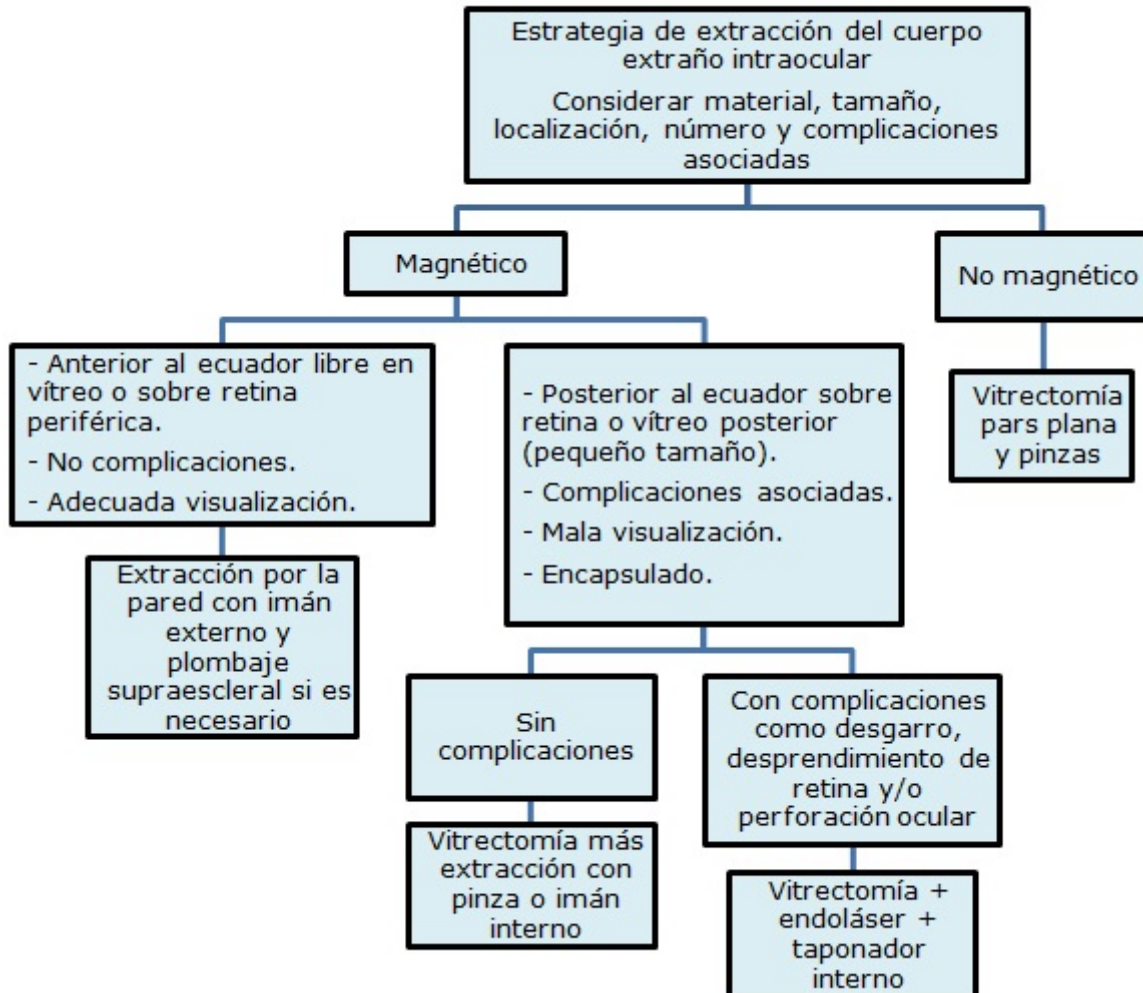 Estrategia de extracción del cuerpo
extraño intraocular
Considerar material, tamaño,
localización, número y complicaciones
asociadas
Magnético
No magnético
- Anterior al ecuador libre en
vítreo o sobre retina
periférica.
- No complicaciones.
- Adecuada visualización.
- Posterior al ecuador sobre
retina o vítreo posterior
(pequeño tamaño).
- Complicaciones asociadas.
- Mala visualización.
- Encapsulado.
Vitrectomía
pars plana
y pinzas
Extracción por la
pared con imán
externo y
plombaje
supraescleral si es
necesario
Sin
complicaciones
Con complicaciones
como desgarro,
desprendimiento de
retina y/o
perforación ocular
Vitrectomía más
extracción con
pinza o imán
interno
Vitrectomía +
endoláser +
taponador
interno